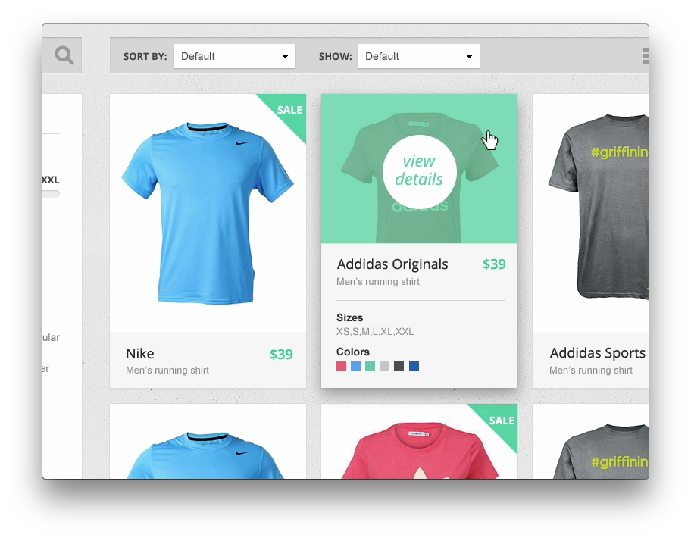 SORT BY:
Default
SHOW:
Default
XXL
ular
er
SALE
Nike
$39
Men's running shirt
view
details
adidas
Addidas Originals
$39
Men's running shirt
Sizes
XS,S,M,L,XL,XXL
Colors
#griffinin
Addidas Sports
Men's running shirt
SALE
#griffinin